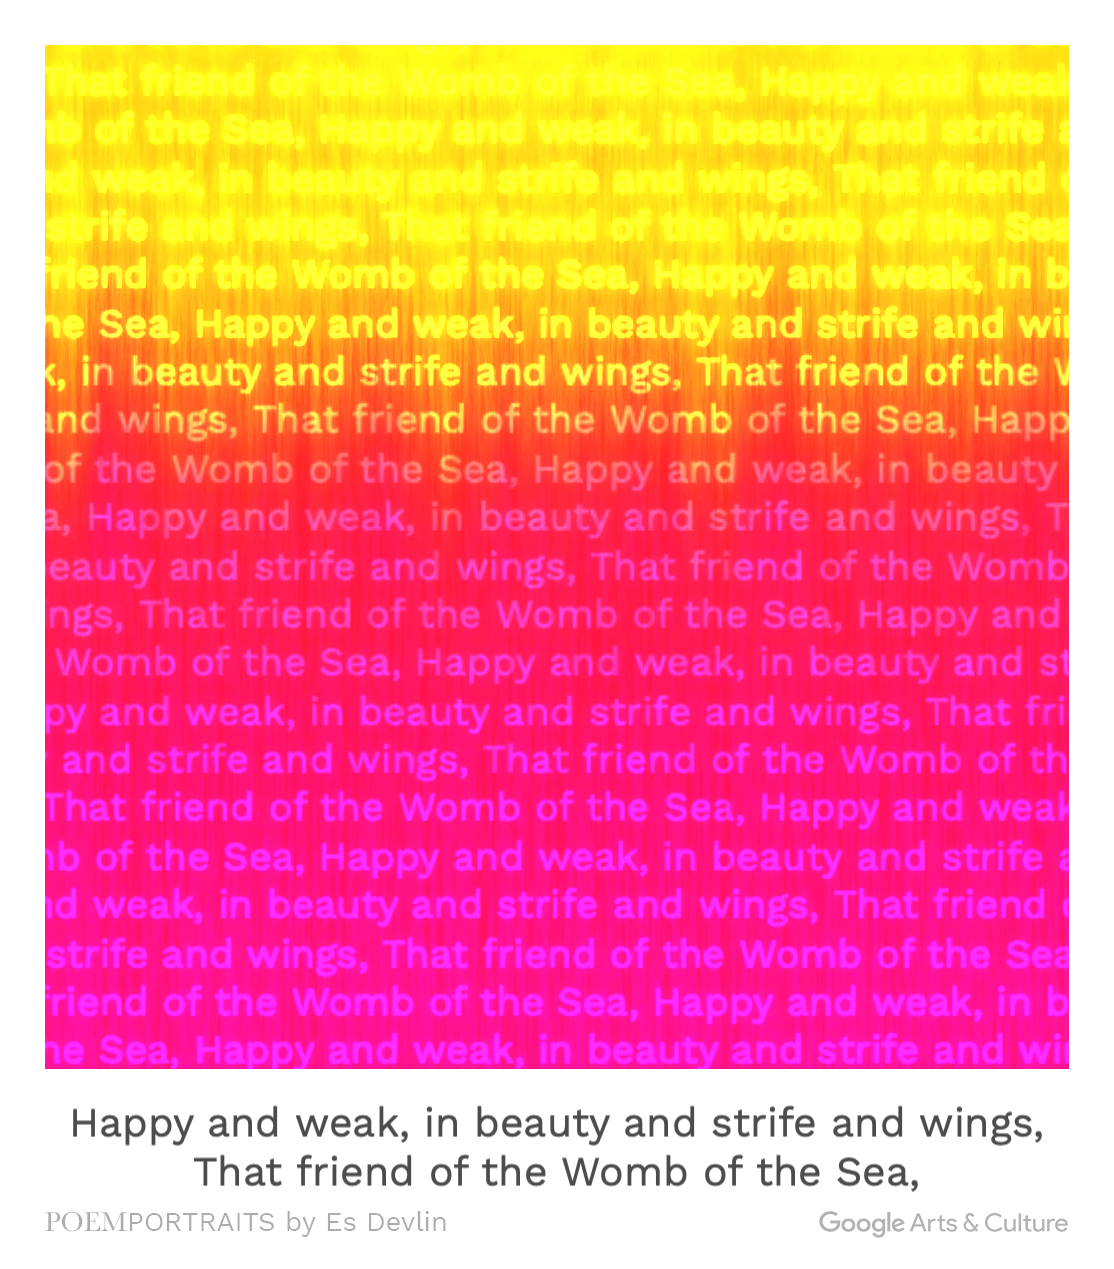 That friend of the Womb of the Sea, Happy and weak
b of the Sea, Happy and weak, in beauty and strife a
d weak, in beauty and strife and wings, That friend o
strife and wings, That friend of the Womb of the Sea
friend of the Womb of the Sea, Happy and weak, in b
he Sea, Happy and weak, in beauty and strife and wi
k, in beauty and strife and wings, That friend of the W
and wings, That friend of the Womb of the Sea, Happ
of the Womb of the Sea, Happy and weak, in beauty
a, Happy and weak, in beauty and strife and wings, T
eauty and strife and wings, That friend of the Womb
ngs, That friend of the Womb of the Sea, Happy and
Womb of the Sea, Happy and weak, in beauty and st
py and weak, in beauty and strife and wings, That fri
and strife and wings, That friend of the Womb of th
That friend of the Womb of the Sea, Happy and weak
b of the Sea, Happy and weak, in beauty and strife a
d weak, in beauty and strife and wings, That friend o
strife and wings, That friend of the Womb of the Sea
friend of the Womb of the Sea, Happy and weak, in b
he Sea, Happy and weak, in beauty and strife and wi
Happy and weak, in beauty and strife and wings,
That friend of the Womb of the Sea,
POEMPORTRAITS by Es Devlin
Google Arts & Culture